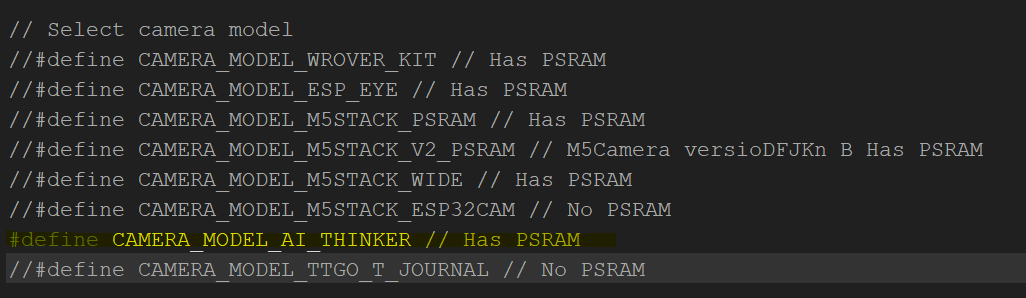 // Select camera model
//#define CAMERA_MODEL_WROVER_KIT // Has PSRAM
//#define CAMERA_MODEL_ESP_EYE // Has PSRAM
//#define CAMERA_MODEL_M5STACK_PSRAM // Has PSRAM
//#define CAMERA_MODEL_M5STACK_V2_PSRAM // M5Camera versioDFJKn B Has PSRAM
//#define CAMERA_MODEL_M5STACK_WIDE // Has PSRAM
//#define CAMERA_MODEL_M5STACK_ESP32CAM // No PSRAM
#define CAMERA_MODEL_AI_THINKER // Has PSRAM
//#define CAMERA_MODEL_TTGO_T_JOURNAL // No PSRAM